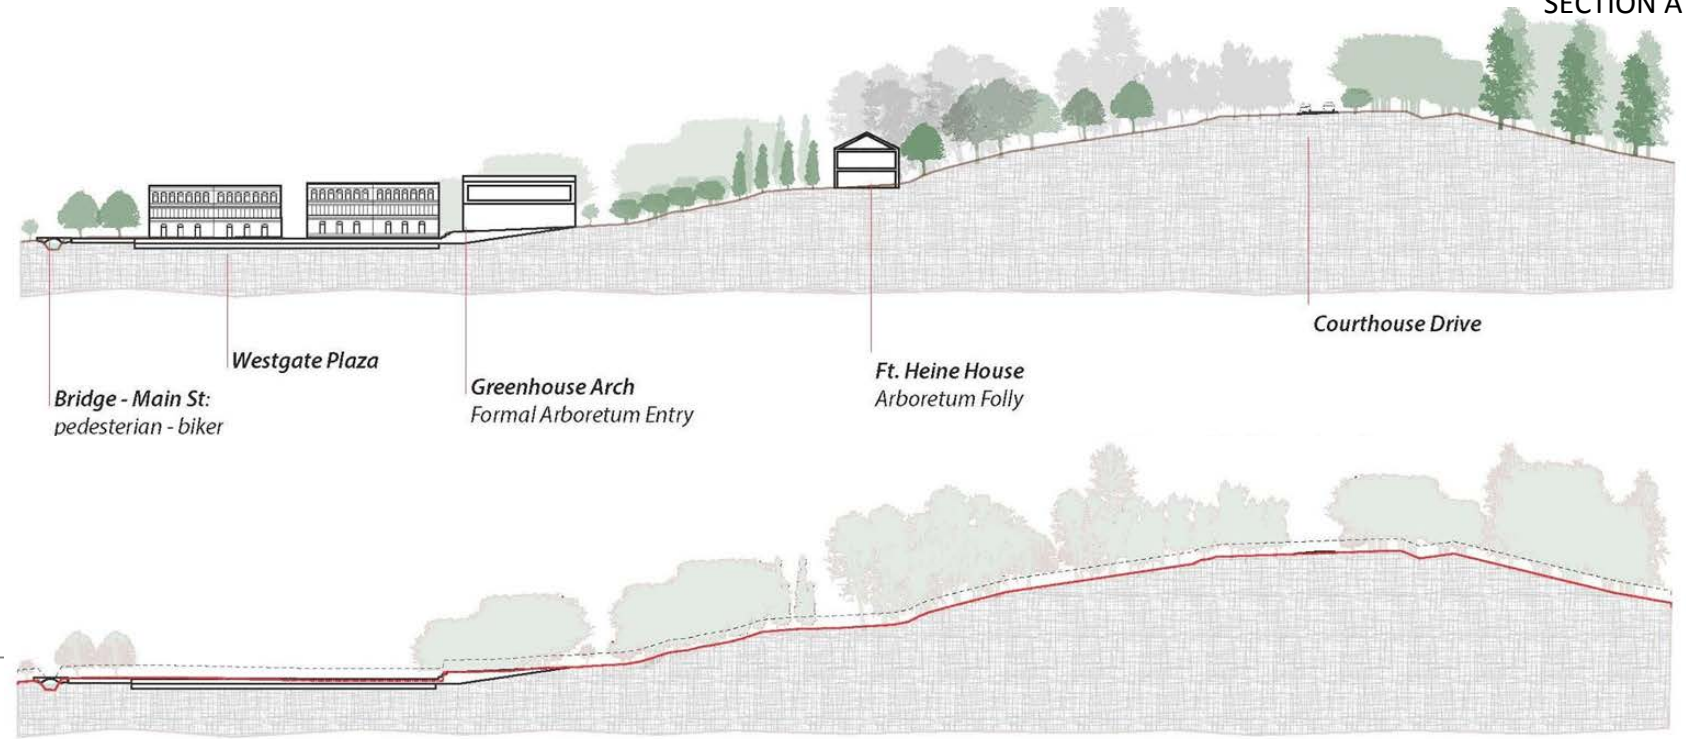 SECTION A
Courthouse Drive
Westgate Plaza
Ft. Heine House
Arboretum Folly
Greenhouse Arch
Formal Arboretum Entry
Bridge - Main St:
pedesterian - biker